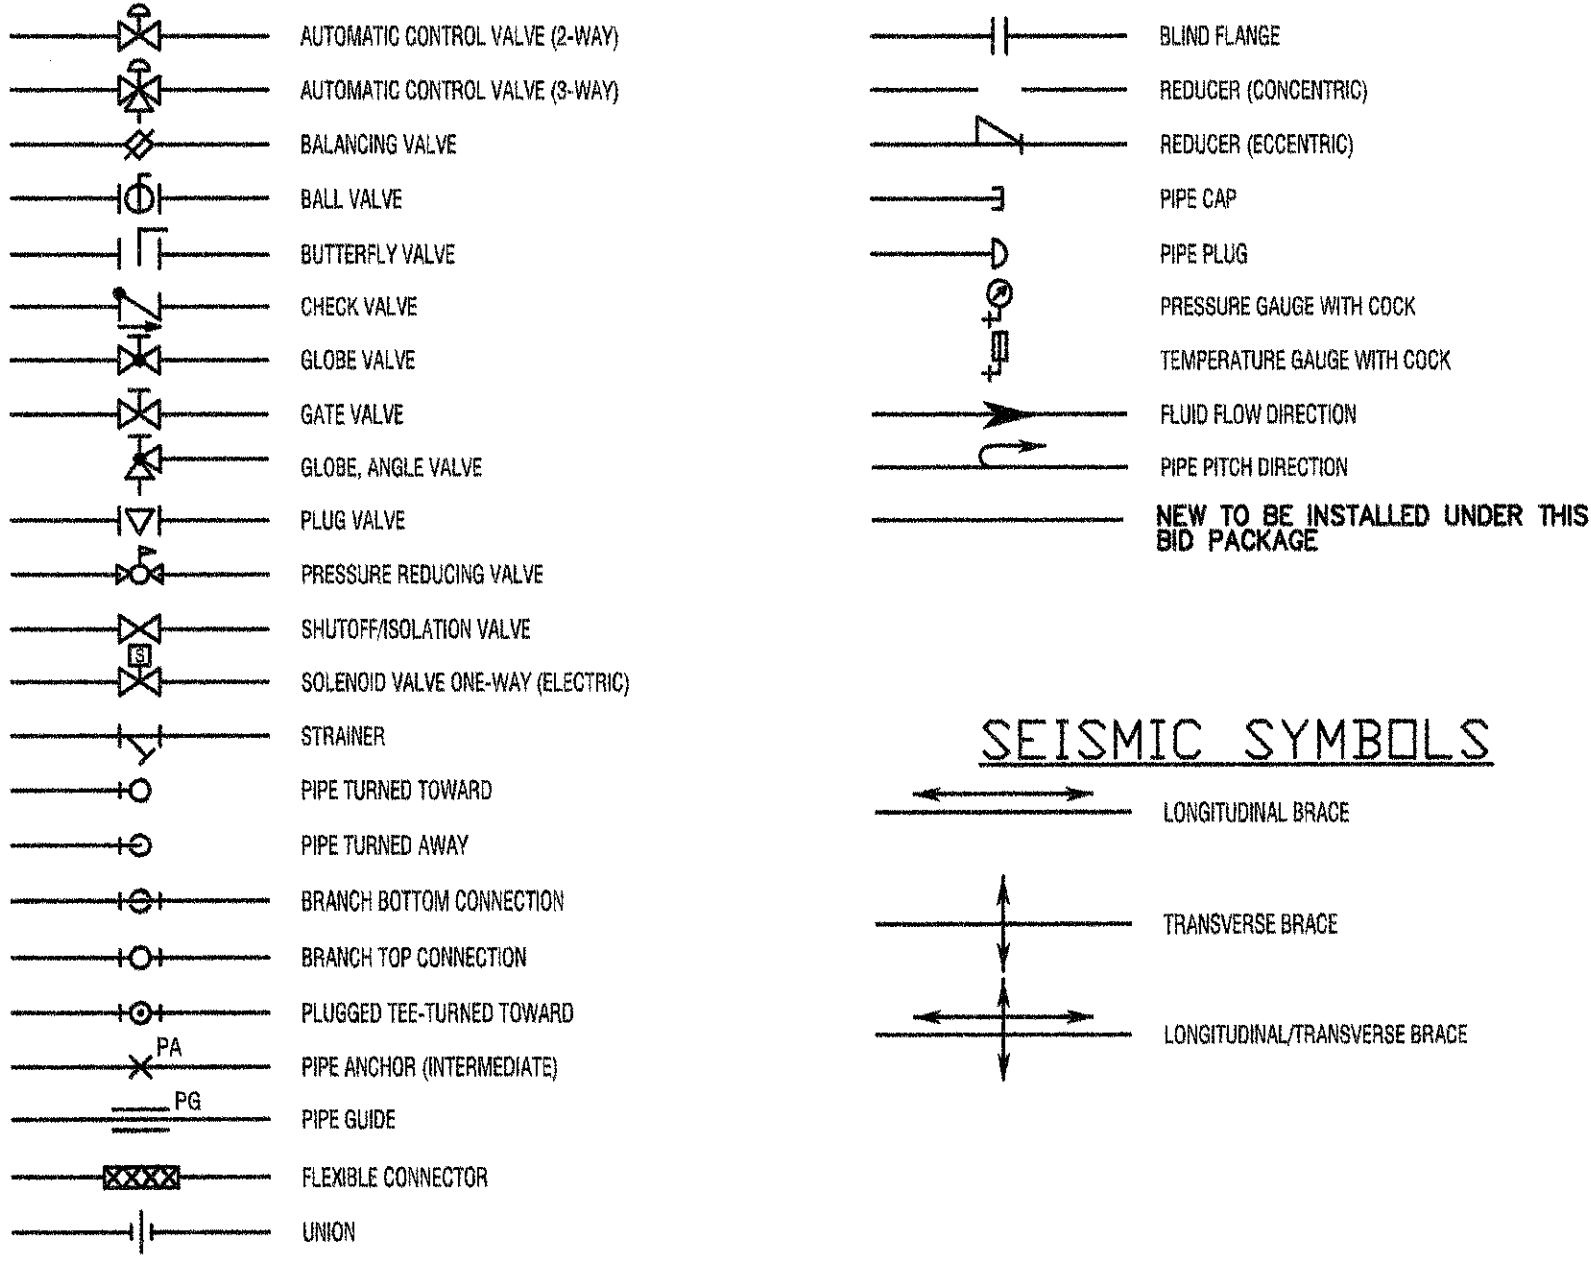 AUTOMATIC CONTROL VALVE (2-WAY)
AUTOMATIC CONTROL VALVE (3-WAY)
BALANCING VALVE
BALL VALVE
BUTTERFLY VALVE
CHECK VALVE
GLOBE VALVE
GATE VALVE
GLOBE, ANGLE VALVE
PLUG VALVE
PRESSURE REDUCING VALVE
SHUTOFF/ISOLATION VALVE
S
SOLENOID VALVE ONE-WAY (ELECTRIC)
STRAINER
PIPE TURNED TOWARD
PIPE TURNED AWAY
BRANCH BOTTOM CONNECTION
BRANCH TOP CONNECTION
PLUGGED TEE-TURNED TOWARD
PA
PIPE ANCHOR (INTERMEDIATE)
PG
PIPE GUIDE
FLEXIBLE CONNECTOR
UNION
BLIND FLANGE
REDUCER (CONCENTRIC)
REDUCER (ECCENTRIC)
PIPE CAP
PIPE PLUG
PRESSURE GAUGE WITH COCK
TEMPERATURE GAUGE WITH COCK
FLUID FLOW DIRECTION
PIPE PITCH DIRECTION
NEW TO BE INSTALLED UNDER THIS
BID PACKAGE
SEISMIC SYMBOLS
LONGITUDINAL BRACE
TRANSVERSE BRACE
LONGITUDINAL/TRANSVERSE BRACE